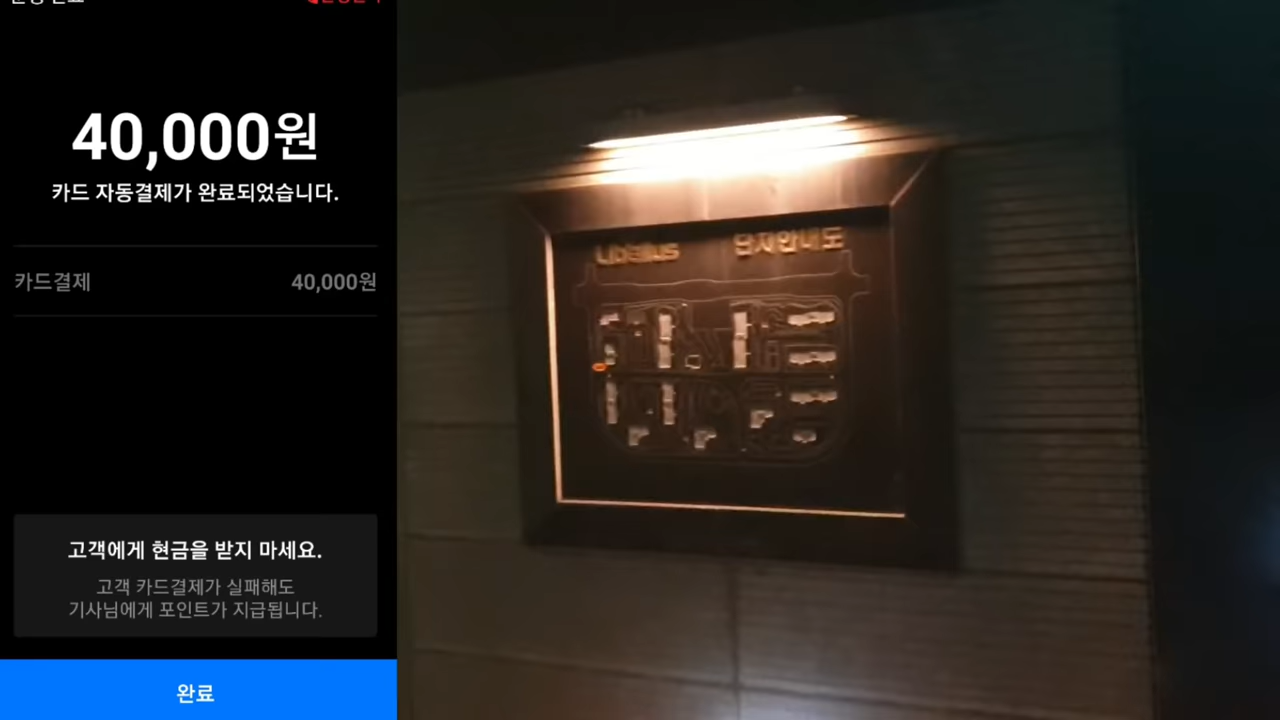 40,000원
카드 자동결제가 완료되었습니다.
카드결제 40,000원
고객에게 현금을 받지 마세요.
고객 카드결제가 실패해도
기사님에게 포인트가 지급됩니다.
완료
단지안내도